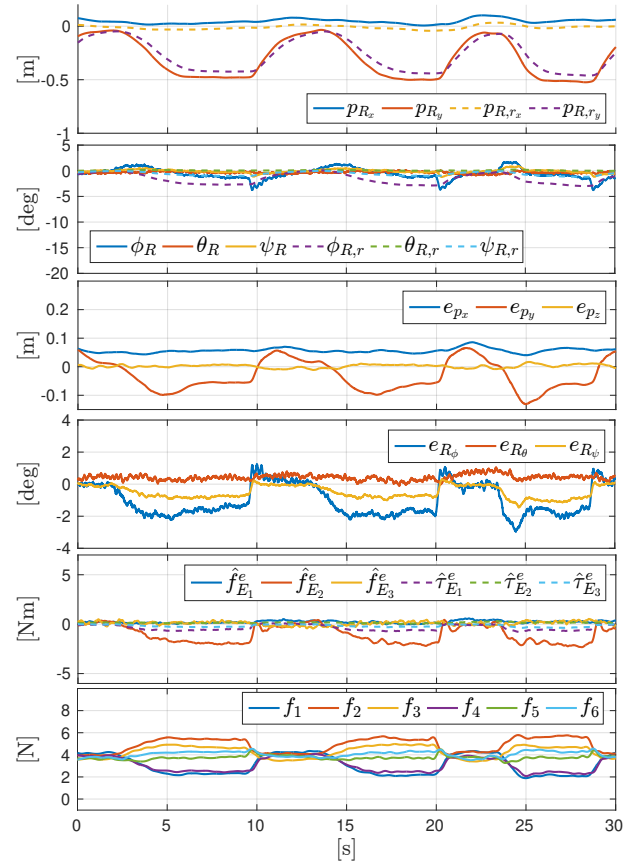 0
-0.5
-1
[m]
p_{R_x} p_{R_y} p_{R,r_x} p_{R,r_y}
5
0
-5
-10
-15
-20
[deg]
ϕ_R θ_R ψ_R ϕ_{R,r} θ_{R,r} ψ_{R,r}
0.2
0.1
0
-0.1
[m]
e_{p_x} e_{p_y} e_{p_z}
4
2
0
-2
-4
[deg]
e_{R_ϕ} e_{R_θ} e_{R_ψ}
5
0
-5
[Nm]
f̂^e_{E_1} f̂^e_{E_2} f̂^e_{E_3} τ̂^e_{E_1} τ̂^e_{E_2} τ̂^e_{E_3}
8
6
4
2
0
[N]
f_1 f_2 f_3 f_4 f_5 f_6
0 5 10 15 20 25 30
[s]